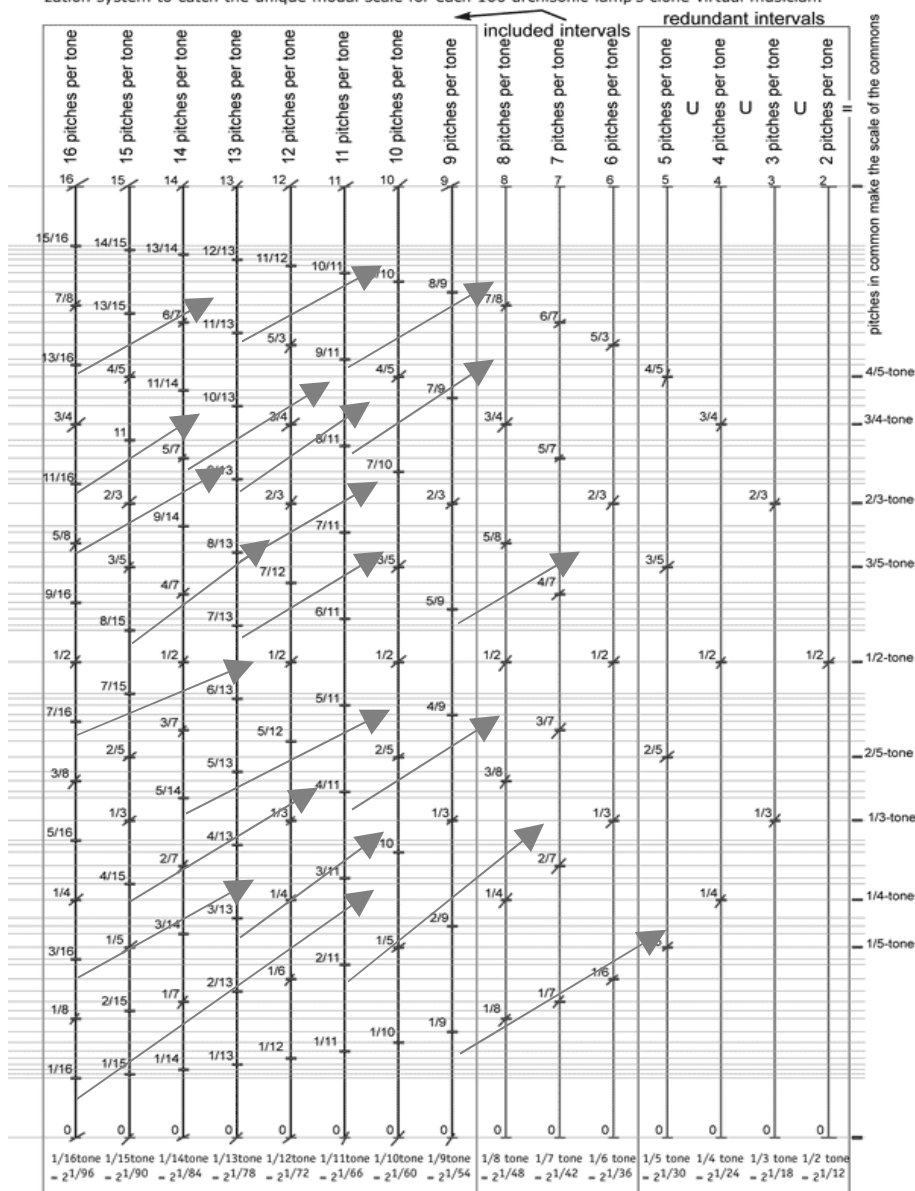 zation system to catch the unique modal scale for each 100 archisonic lamp's clone virtual musician.
included intervals
redundant intervals
16 pitches per tone
15 pitches per tone
14 pitches per tone
13 pitches per tone
12 pitches per tone
11 pitches per tone
10 pitches per tone
9 pitches per tone
8 pitches per tone
7 pitches per tone
6 pitches per tone
5 pitches per tone
U
4 pitches per tone
U
3 pitches per tone
U
2 pitches per tone
=
pitches in common make the scale of the commons
16 15 14 13 12 11 10 9 8 7 6 5 4 3 2
15/16 14/15 13/14 12/13 11/12 10/11 10 8/9
7/8 13/15 6/7 11/13 5/3 9/11 7/8 6/7 5/3
13/16 4/5 11/14 10/13 4/5 7/9 4/5 4/5-tone
3/4 11 5/7 3/4 8/11 7/10 3/4 5/7 3/4 3/4-tone
11/16 2/3 2/3 2/3 2/3 2/3 2/3-tone
5/8 9/14 8/13 7/11 5/8
3/5 4/7 7/12 3/5 4/7 3/5 3/5-tone
9/16 8/15 7/13 6/11 5/9
1/2 1/2 1/2 1/2 1/2 1/2 1/2 1/2 1/2-tone
7/16 7/15 3/7 6/13 5/12 5/11 4/9 3/7
3/8 2/5 5/14 5/13 4/11 2/5 3/8 2/5 2/5-tone
5/16 1/3 4/13 1/3 10 1/3 1/3 1/3 1/3-tone
1/4 4/15 2/7 3/13 1/4 3/11 2/9 1/4 2/7 1/4 1/4-tone
3/16 1/5 3/14 2/13 1/6 2/11 1/5 1/6 1/5-tone
1/8 2/15 1/7 1/13 1/12 1/11 1/10 1/9 1/8 1/7
1/16 1/15 1/14
0 0 0 0 0 0 0 0 0 0 0 0 0 0 0
1/16tone 1/15tone 1/14tone 1/13tone 1/12tone 1/11tone 1/10tone 1/9tone 1/8 tone 1/7 tone 1/6 tone 1/5 tone 1/4 tone 1/3 tone 1/2 tone
= 2^1/96 = 2^1/90 = 2^1/84 = 2^1/78 = 2^1/72 = 2^1/66 = 2^1/60 = 2^1/54 = 2^1/48 = 2^1/42 = 2^1/36 = 2^1/30 = 2^1/24 = 2^1/18 = 2^1/12